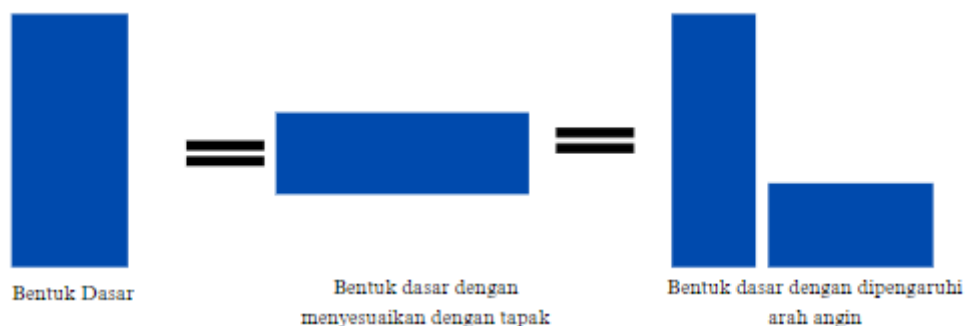 Bentuk Dasar
Bentuk dasar dengan
menyesuaikan dengan tapak
Bentuk dasar dengan dipengaruhi
arah angin